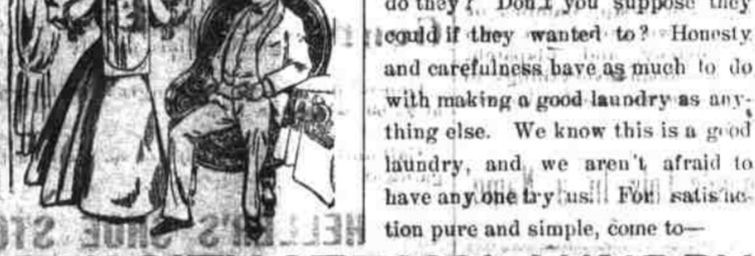 do they? Don't you suppose they
could if they wanted to? Honesty
and carefulness have as much to do
with making a good laundry as any-
thing else. We know this is a good
laundry, and we aren't afraid to
have any one try us. For satisfac-
tion pure and simple, come to—